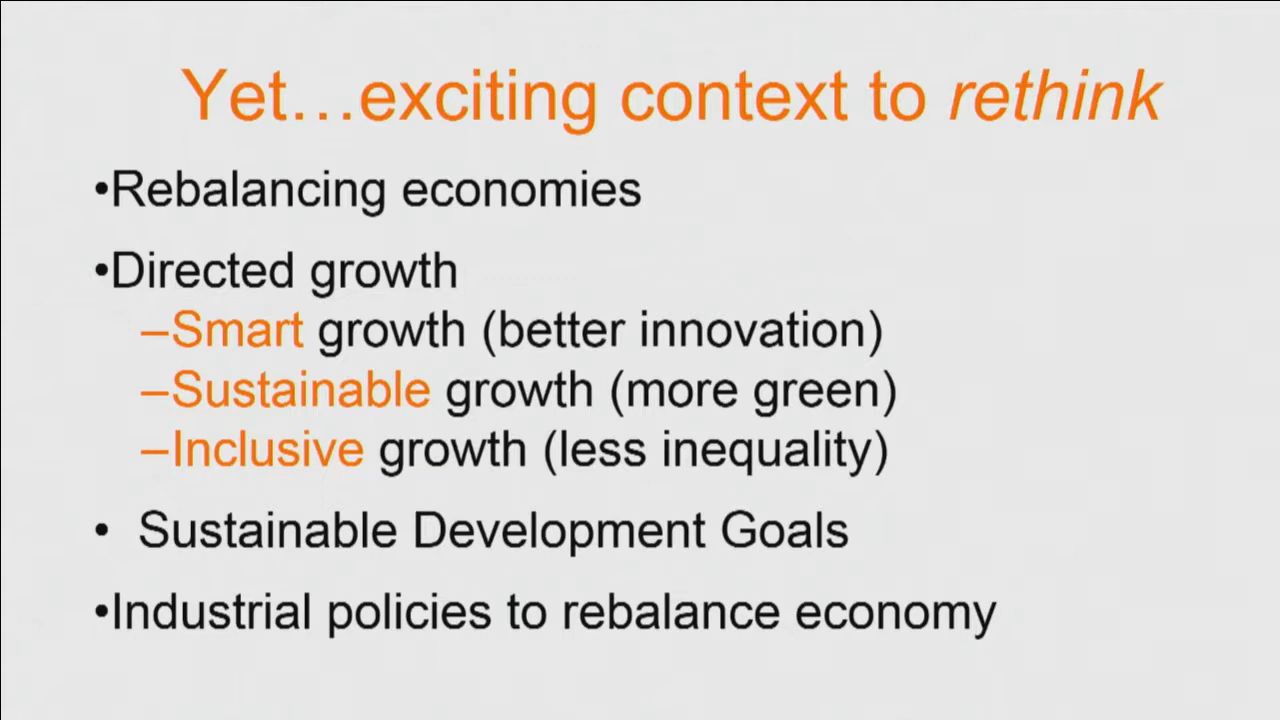 Yet…exciting context to rethink
•Rebalancing economies
•Directed growth
–Smart growth (better innovation)
–Sustainable growth (more green)
–Inclusive growth (less inequality)
• Sustainable Development Goals
•Industrial policies to rebalance economy